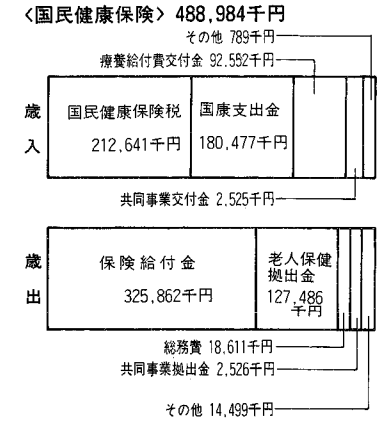 〈国民健康保険〉488,984千円
その他 789千円
療養給付費交付金 92,552千円
歳入
国民健康保険税
212,641千円
国康支出金
180,477千円
共同事業交付金 2,525千円
歳出
保険給付金
325,862千円
老人保健
拠出金
127,486
千円
総務費 18,611千円
共同事業拠出金 2,526千円
その他 14,499千円